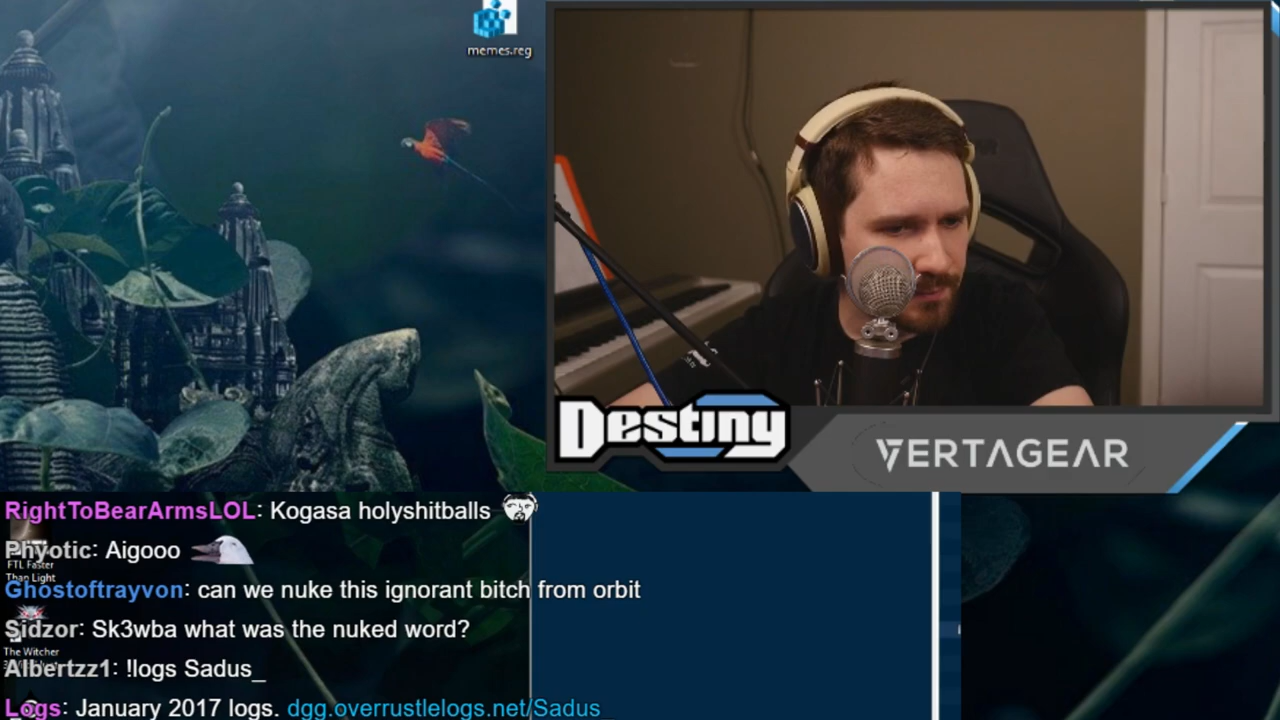 memes.reg
Destiny
VERTAGEAR
RightToBearArmsLOL: Kogasa holyshitballs
Phyotic: Aigooo
FTL Faster
Than Light
Ghostoftrayvon: can we nuke this ignorant bitch from orbit
Sidzor: Sk3wba what was the nuked word?
The Witcher
Albertzz1: !logs Sadus_
Logs: January 2017 logs. dgg.overrustlelogs.net/Sadus_